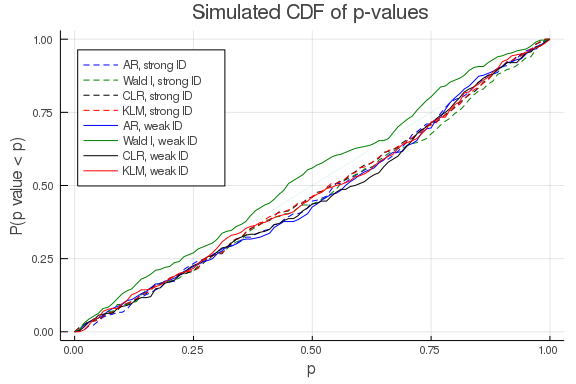 Simulated CDF of p-values
P(p value < p)
1.00
0.75
0.50
0.25
0.00
AR, strong ID
Wald I, strong ID
CLR, strong ID
KLM, strong ID
AR, weak ID
Wald I, weak ID
CLR, weak ID
KLM, weak ID
0.00 0.25 0.50 0.75 1.00
p